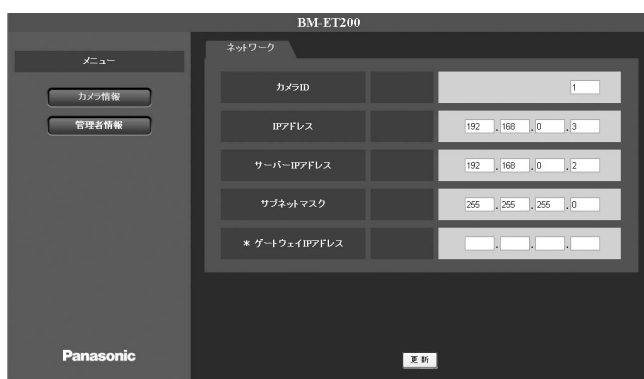 BM-ET200
メニュー
カメラ情報
管理者情報
ネットワーク
カメラID 1
IPアドレス 192 . 168 . 0 . 3
サーバーIPアドレス 192 . 168 . 0 . 2
サブネットマスク 255 . 255 . 255 . 0
* ゲートウェイIPアドレス . . .
更新
Panasonic